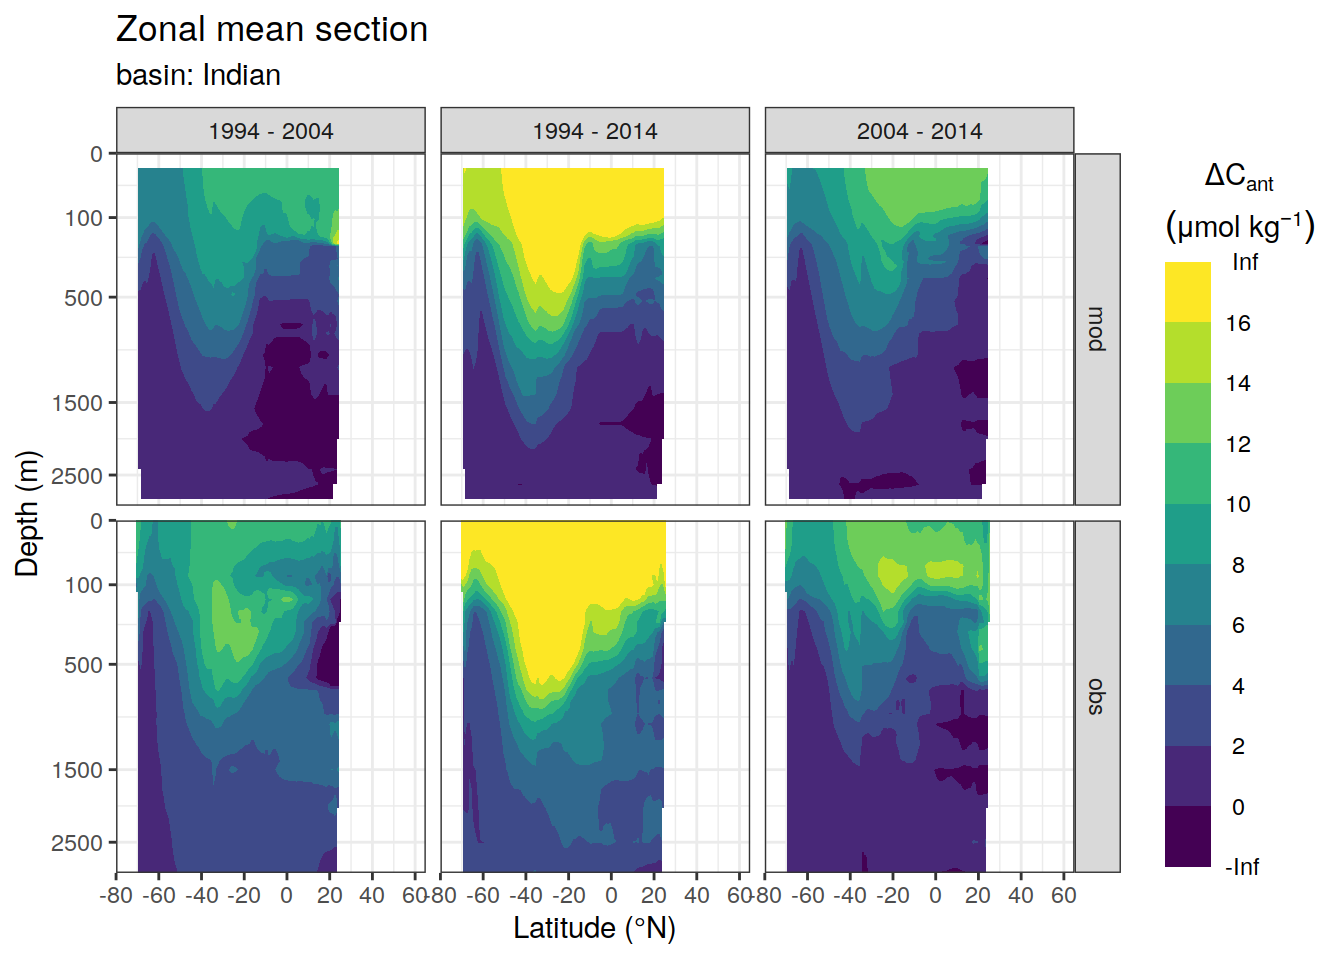 Zonal mean section
basin: Indian
1994 - 2004
1994 - 2014
2004 - 2014
0
100
500
1500
2500
mod
0
100
500
1500
2500
obs
-80 -60 -40 -20 0 20 40 60
-80 -60 -40 -20 0 20 40 60
-80 -60 -40 -20 0 20 40 60
Depth (m)
Latitude (°N)
ΔCant
(µmol kg⁻¹)
Inf
16
14
12
10
8
6
4
2
0
-Inf